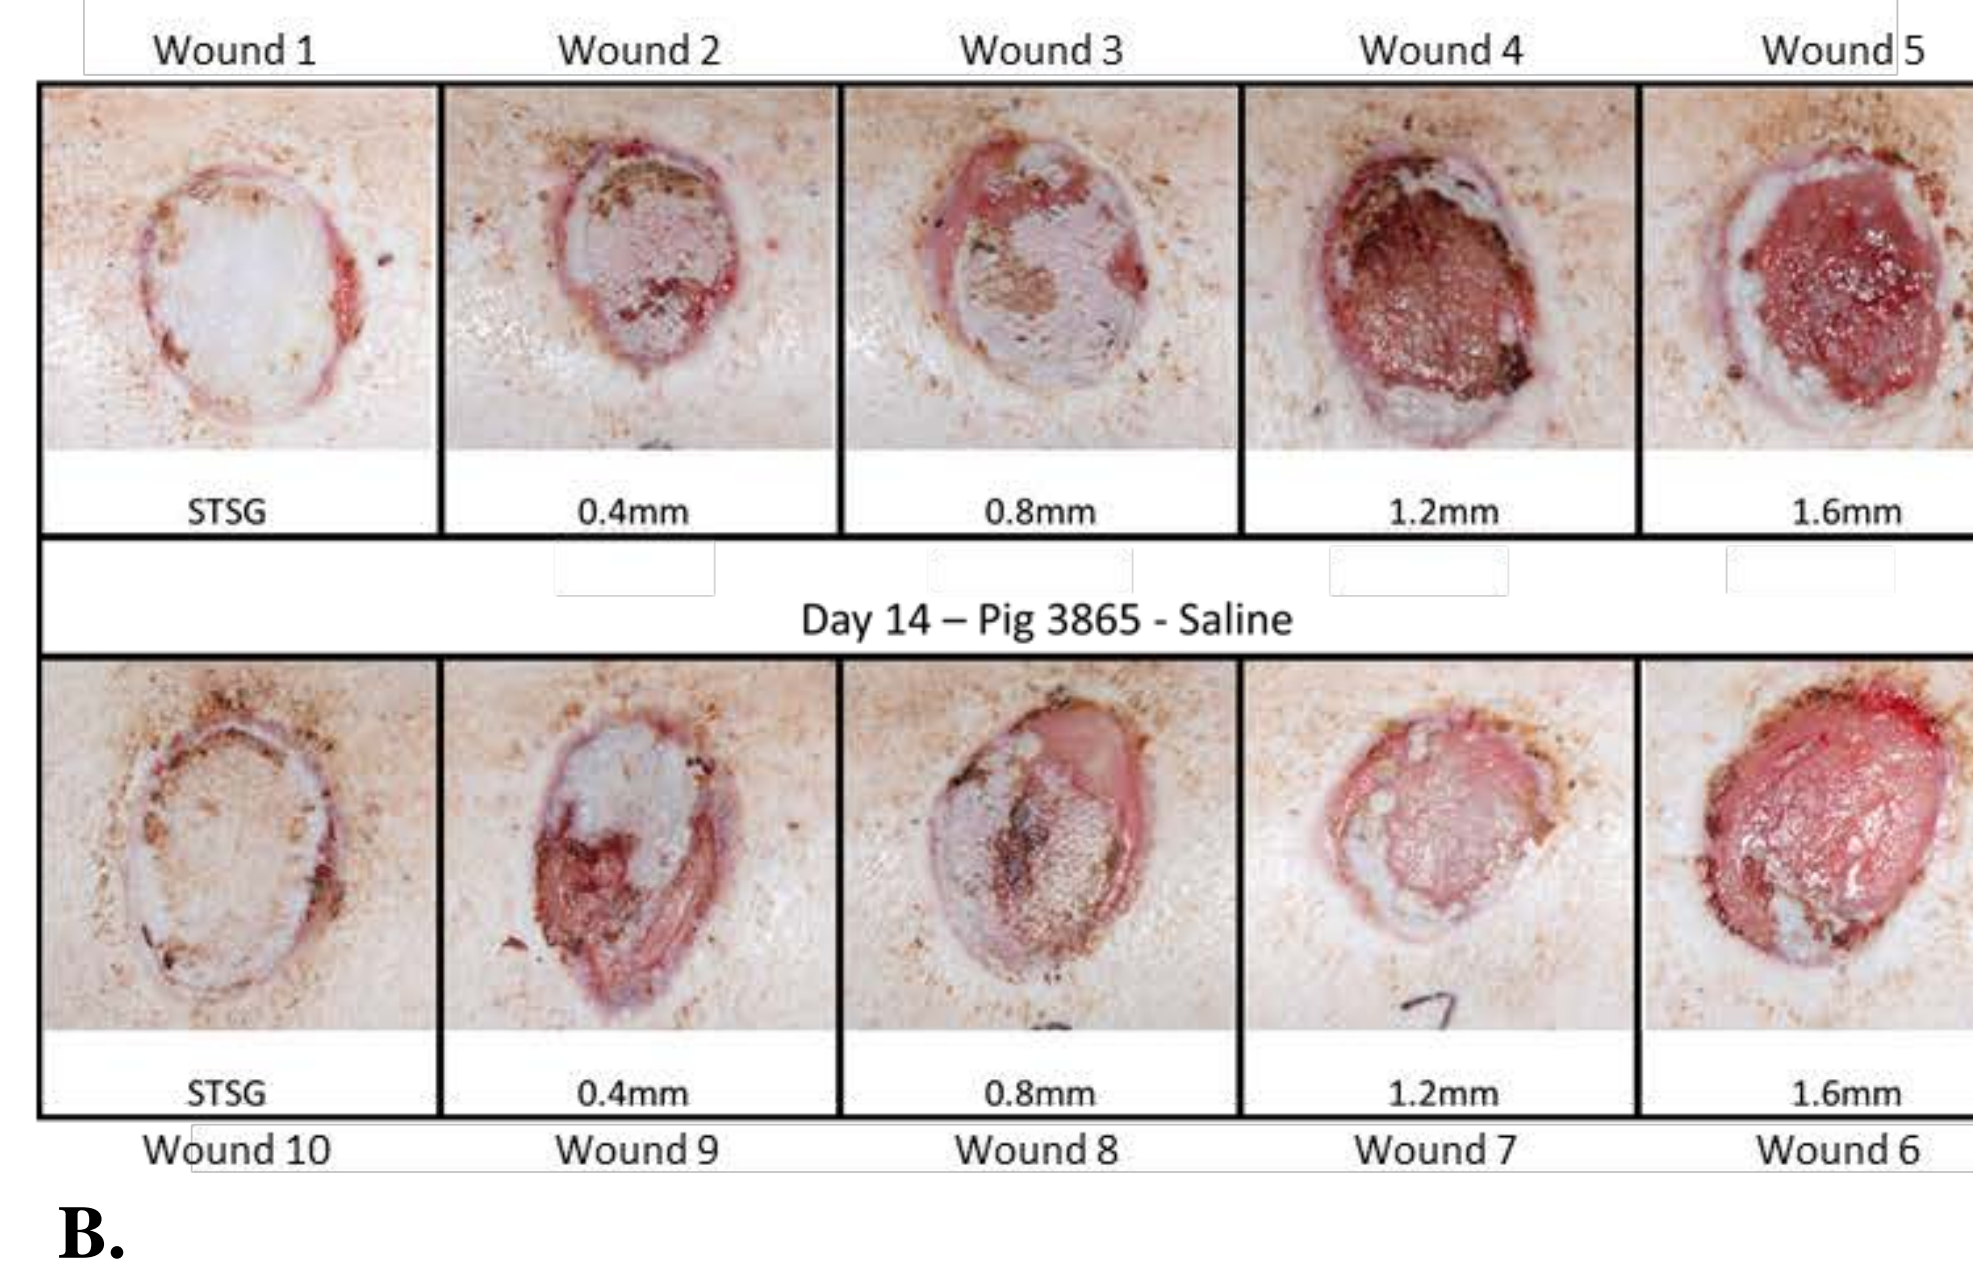 Wound 1 Wound 2 Wound 3 Wound 4 Wound 5
STSG 0.4mm 0.8mm 1.2mm 1.6mm
Day 14 – Pig 3865 - Saline
7
STSG 0.4mm 0.8mm 1.2mm 1.6mm
Wound 10 Wound 9 Wound 8 Wound 7 Wound 6
B.